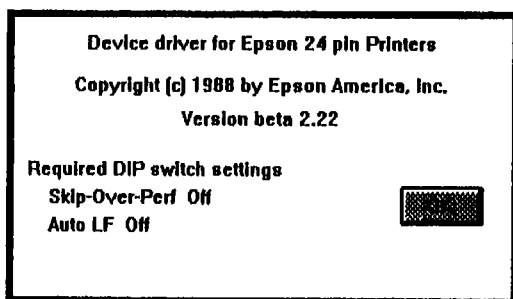 Device driver for Epson 24 pin Printers
Copyright (c) 1988 by Epson America, Inc.
Version beta 2.22
Required DIP switch settings
Skip-Over-Perf Off
Auto LF Off